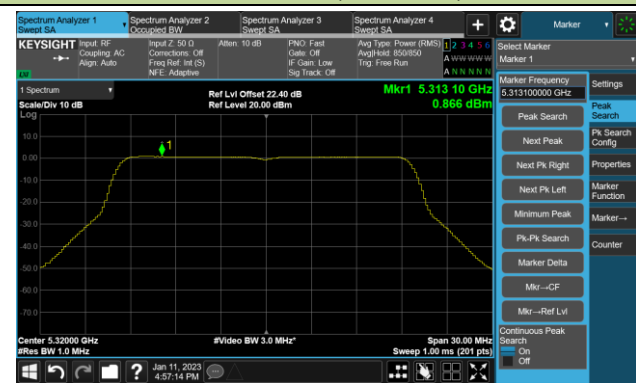 Spectrum Analyzer 1
Swept SA
Spectrum Analyzer 2
Occupied BW
Spectrum Analyzer 3
Swept SA
Spectrum Analyzer 4
Swept SA
+
Marker
KEYSIGHT
Input: RF
Coupling: AC
Align: Auto
Input Z: 50 Ω
Corrections: Off
Freq Ref: Int (S)
NFE: Adaptive
Atten: 10 dB
PNO: Fast
Gate: Off
IF Gain: Low
Sig Track: Off
Avg Type: Power (RMS)
Avg|Hold: 850/850
Trig: Free Run
1 2 3 4 5 6
A W W W W W
A N N N N N
Select Marker
Marker 1
1 Spectrum
Scale/Div 10 dB
Log
Ref Lvl Offset 22.40 dB
Ref Level 20.00 dBm
Mkr1 5.313 10 GHz
0.866 dBm
10.0
0.00
-10.0
-20.0
-30.0
-40.0
-50.0
-60.0
-70.0
1
Center 5.32000 GHz
#Res BW 1.0 MHz
#Video BW 3.0 MHz*
Span 30.00 MHz
Sweep 1.00 ms (201 pts)
Marker Frequency
5.313100000 GHz
Peak Search
Next Peak
Next Pk Right
Next Pk Left
Minimum Peak
Pk-Pk Search
Marker Delta
Mkr→CF
Mkr→Ref Lvl
Continuous Peak
Search
On
Off
Settings
Peak
Search
Pk Search
Config
Properties
Marker
Function
Marker→
Counter
?
Jan 11, 2023
4:57:14 PM